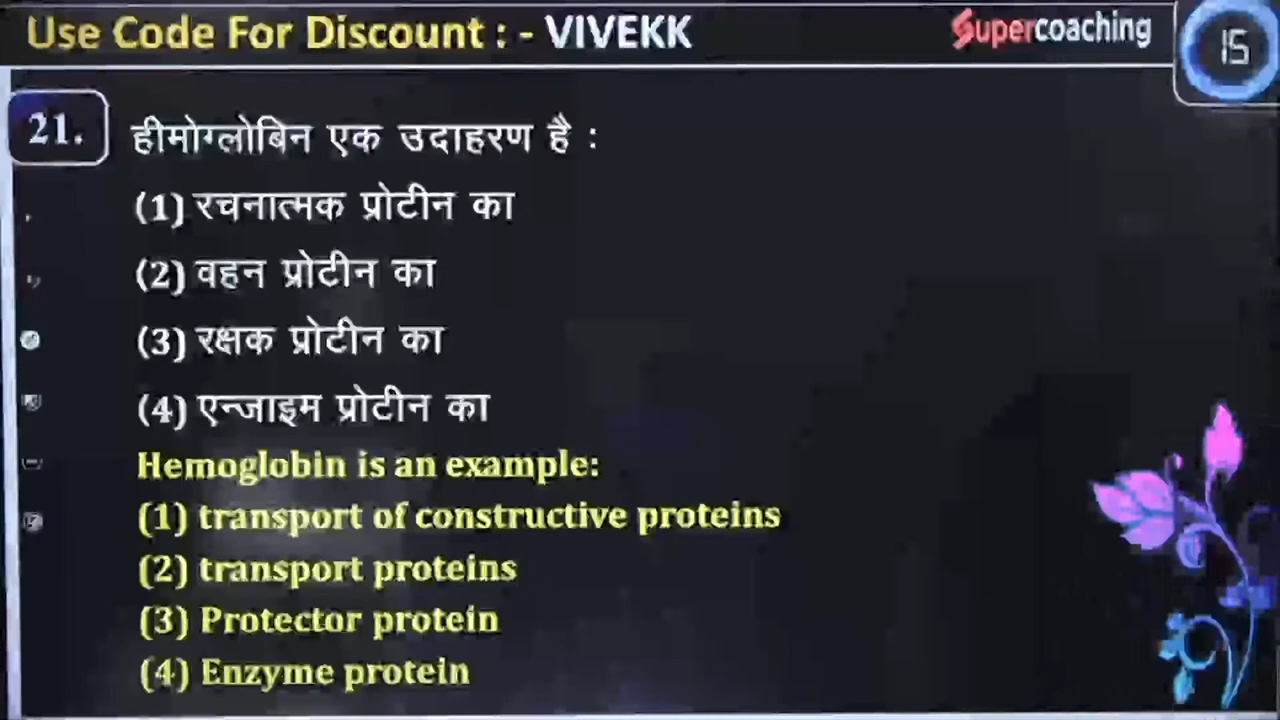 Use Code For Discount : - VIVEKK
Supercoaching
15
21. हीमोग्लोबिन एक उदाहरण है :
(1) रचनात्मक प्रोटीन का
(2) वहन प्रोटीन का
(3) रक्षक प्रोटीन का
(4) एन्जाइम प्रोटीन का
Hemoglobin is an example:
(1) transport of constructive proteins
(2) transport proteins
(3) Protector protein
(4) Enzyme protein